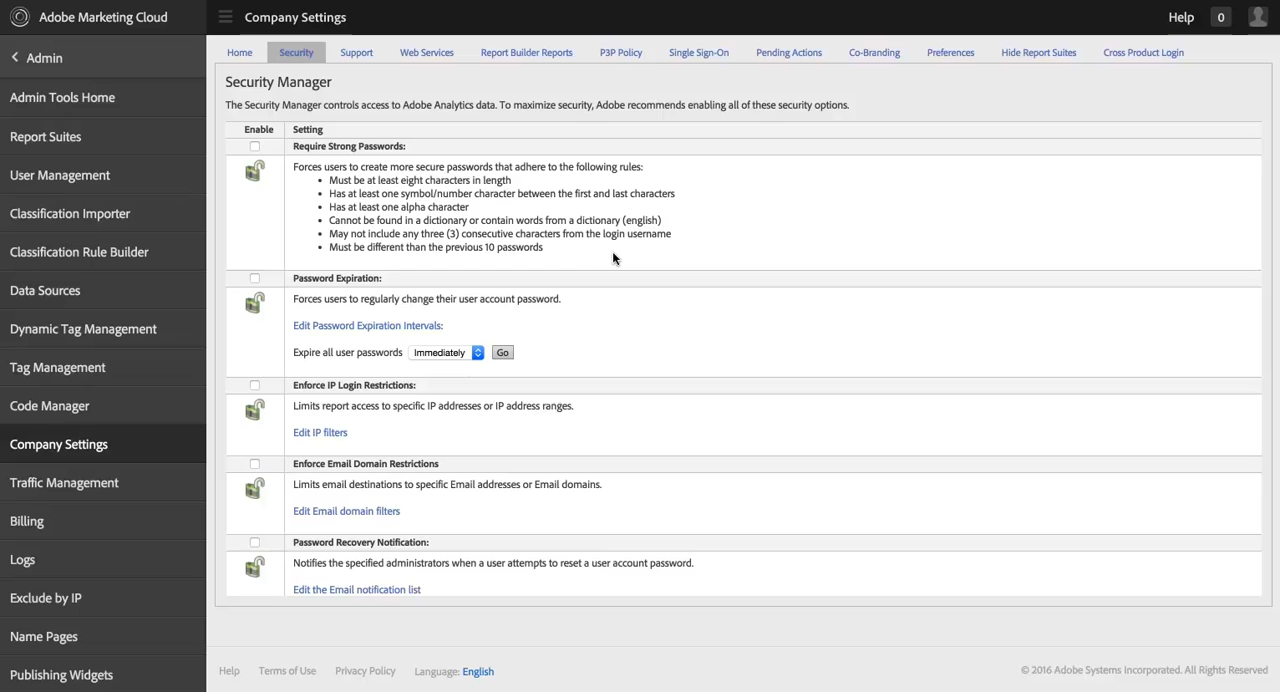 Adobe Marketing Cloud
Company Settings
Help 0
Admin
Home Security Support Web Services Report Builder Reports P3P Policy Single Sign-On Pending Actions Co-Branding Preferences Hide Report Suites Cross Product Login
Admin Tools Home
Report Suites
User Management
Classification Importer
Classification Rule Builder
Data Sources
Dynamic Tag Management
Tag Management
Code Manager
Company Settings
Traffic Management
Billing
Logs
Exclude by IP
Name Pages
Publishing Widgets
Security Manager
The Security Manager controls access to Adobe Analytics data. To maximize security, Adobe recommends enabling all of these security options.
Enable Setting
Require Strong Passwords:
Forces users to create more secure passwords that adhere to the following rules:
• Must be at least eight characters in length
• Has at least one symbol/number character between the first and last characters
• Has at least one alpha character
• Cannot be found in a dictionary or contain words from a dictionary (english)
• May not include any three (3) consecutive characters from the login username
• Must be different than the previous 10 passwords
Password Expiration:
Forces users to regularly change their user account password.
Edit Password Expiration Intervals:
Expire all user passwords Immediately Go
Enforce IP Login Restrictions:
Limits report access to specific IP addresses or IP address ranges.
Edit IP filters
Enforce Email Domain Restrictions
Limits email destinations to specific Email addresses or Email domains.
Edit Email domain filters
Password Recovery Notification:
Notifies the specified administrators when a user attempts to reset a user account password.
Edit the Email notification list
Help Terms of Use Privacy Policy Language: English
© 2016 Adobe Systems Incorporated. All Rights Reserved